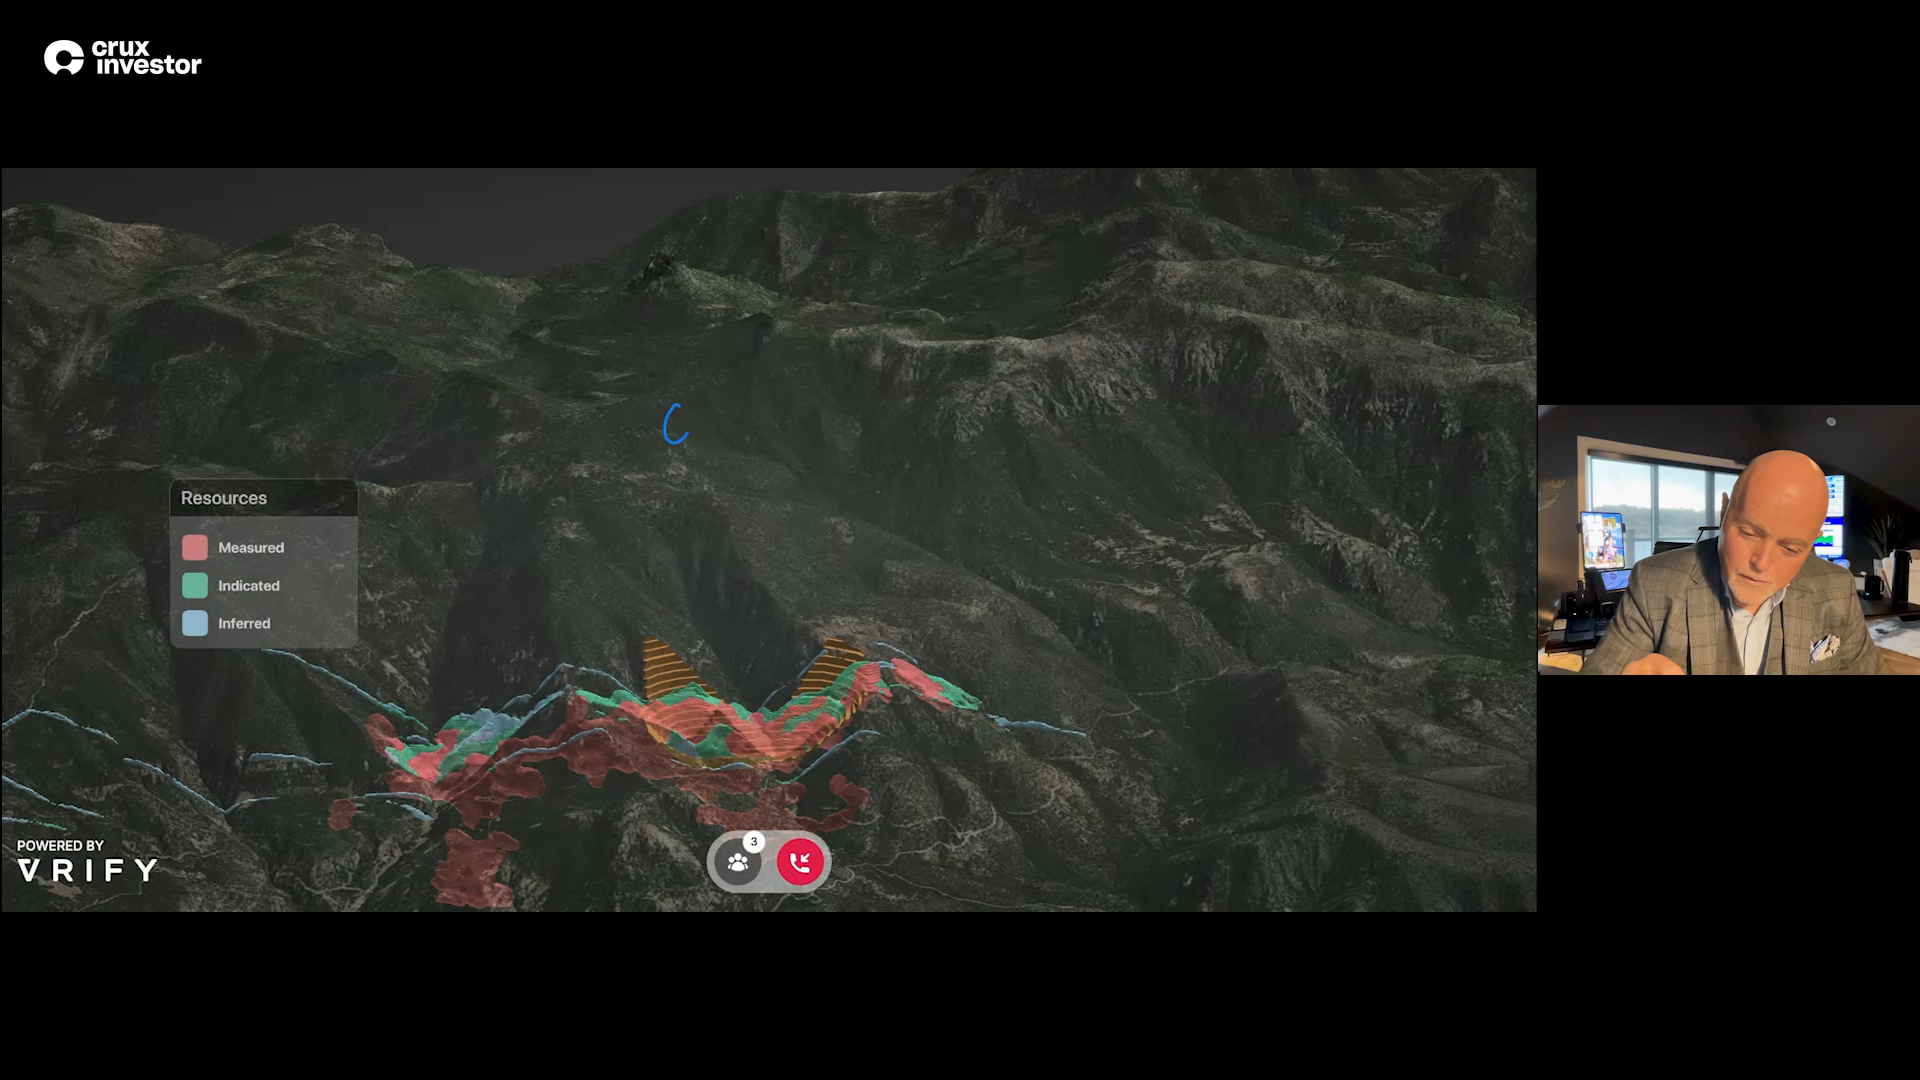 crux
investor
C
Resources
Measured
Indicated
Inferred
3
POWERED BY
VRIFY